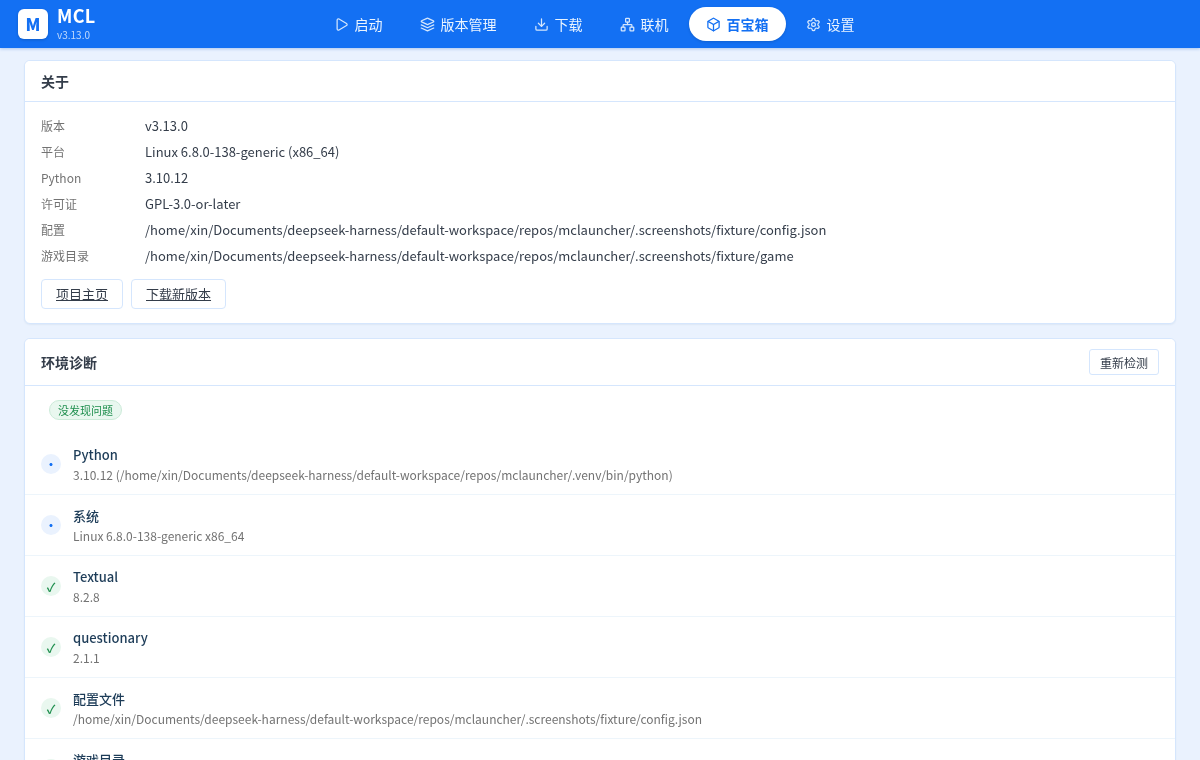 M MCL
v3.13.0
启动 版本管理 下载 联机 百宝箱 设置
关于
版本 v3.13.0
平台 Linux 6.8.0-138-generic (x86_64)
Python 3.10.12
许可证 GPL-3.0-or-later
配置 /home/xin/Documents/deepseek-harness/default-workspace/repos/mclauncher/.screenshots/fixture/config.json
游戏目录 /home/xin/Documents/deepseek-harness/default-workspace/repos/mclauncher/.screenshots/fixture/game
项目主页 下载新版本
环境诊断 重新检测
没发现问题
Python
3.10.12 (/home/xin/Documents/deepseek-harness/default-workspace/repos/mclauncher/.venv/bin/python)
系统
Linux 6.8.0-138-generic x86_64
Textual
8.2.8
questionary
2.1.1
配置文件
/home/xin/Documents/deepseek-harness/default-workspace/repos/mclauncher/.screenshots/fixture/config.json
游戏目录